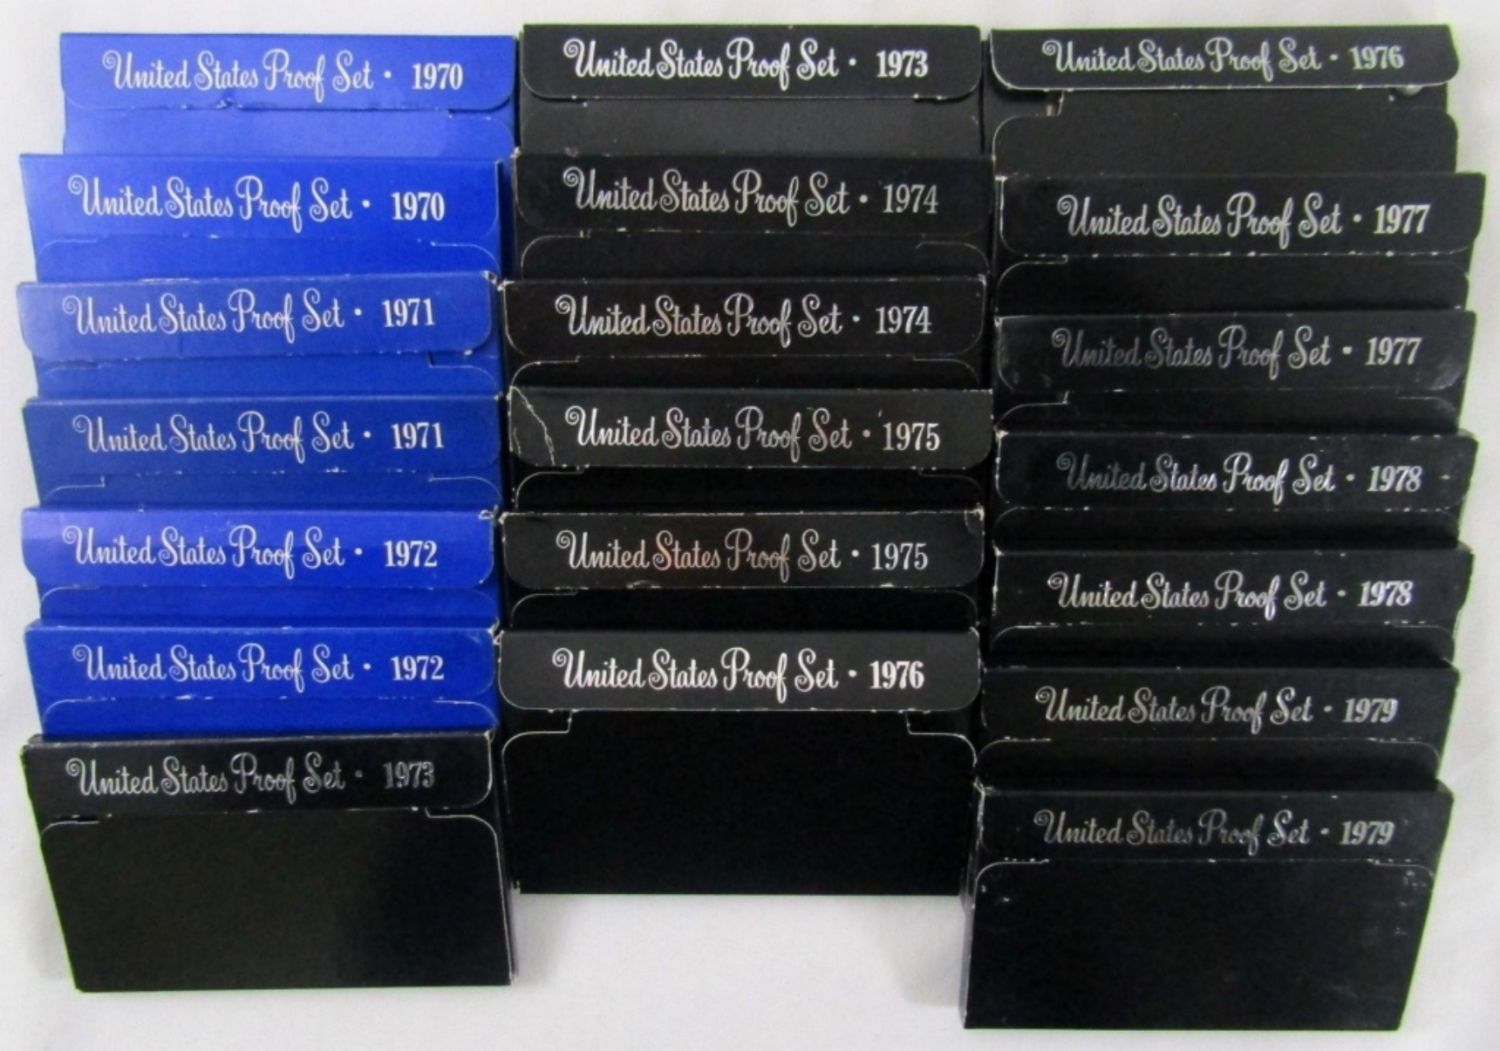 United States Proof Set • 1970
United States Proof Set • 1970
United States Proof Set • 1971
United States Proof Set • 1971
United States Proof Set • 1972
United States Proof Set • 1972
United States Proof Set • 1973
United States Proof Set • 1973
United States Proof Set • 1974
United States Proof Set • 1974
United States Proof Set • 1975
United States Proof Set • 1975
United States Proof Set • 1976
United States Proof Set • 1976
United States Proof Set • 1977
United States Proof Set • 1977
United States Proof Set • 1978
United States Proof Set • 1978
United States Proof Set • 1979
United States Proof Set • 1979